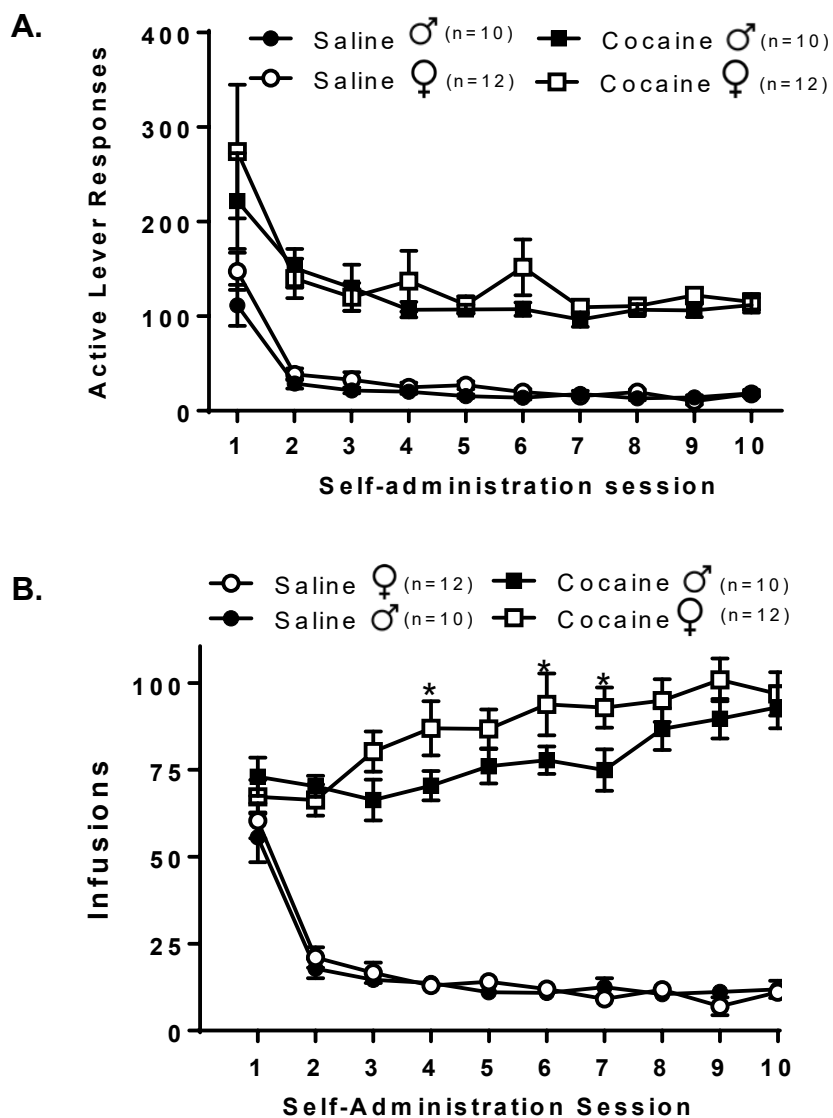 A.
400
Saline ♂ (n=10) Cocaine ♂ (n=10)
Saline ♀ (n=12) Cocaine ♀ (n=12)
300
200
100
0
Active Lever Responses
1 2 3 4 5 6 7 8 9 10
Self-administration session
B.
Saline ♀ (n=12) Cocaine ♂ (n=10)
Saline ♂ (n=10) Cocaine ♀ (n=12)
100
75
50
25
0
* * *
Infusions
1 2 3 4 5 6 7 8 9 10
Self-Administration Session